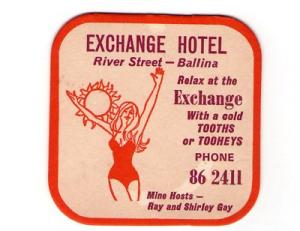 EXCHANGE HOTEL
River Street — Ballina
Relax at the
Exchange
With a cold
TOOTHS
or TOOHEYS
PHONE
86 2411
Mine Hosts —
Ray and Shirley Gay